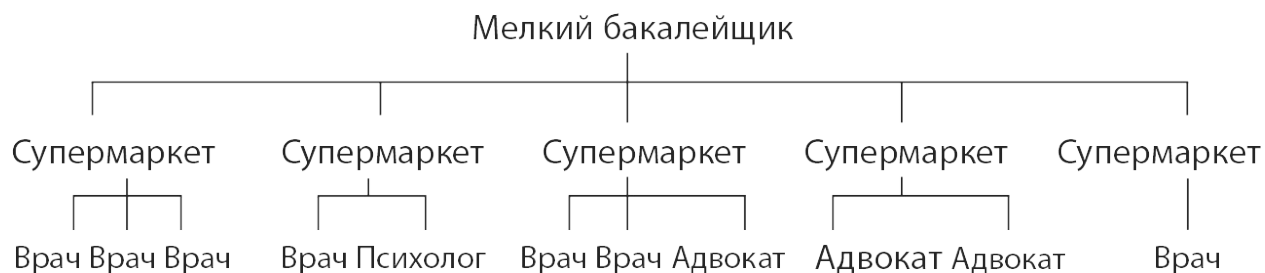 Мелкий бакалейщик
Супермаркет Супермаркет Супермаркет Супермаркет Супермаркет
Врач Врач Врач Врач Психолог Врач Врач Адвокат Адвокат Адвокат Врач